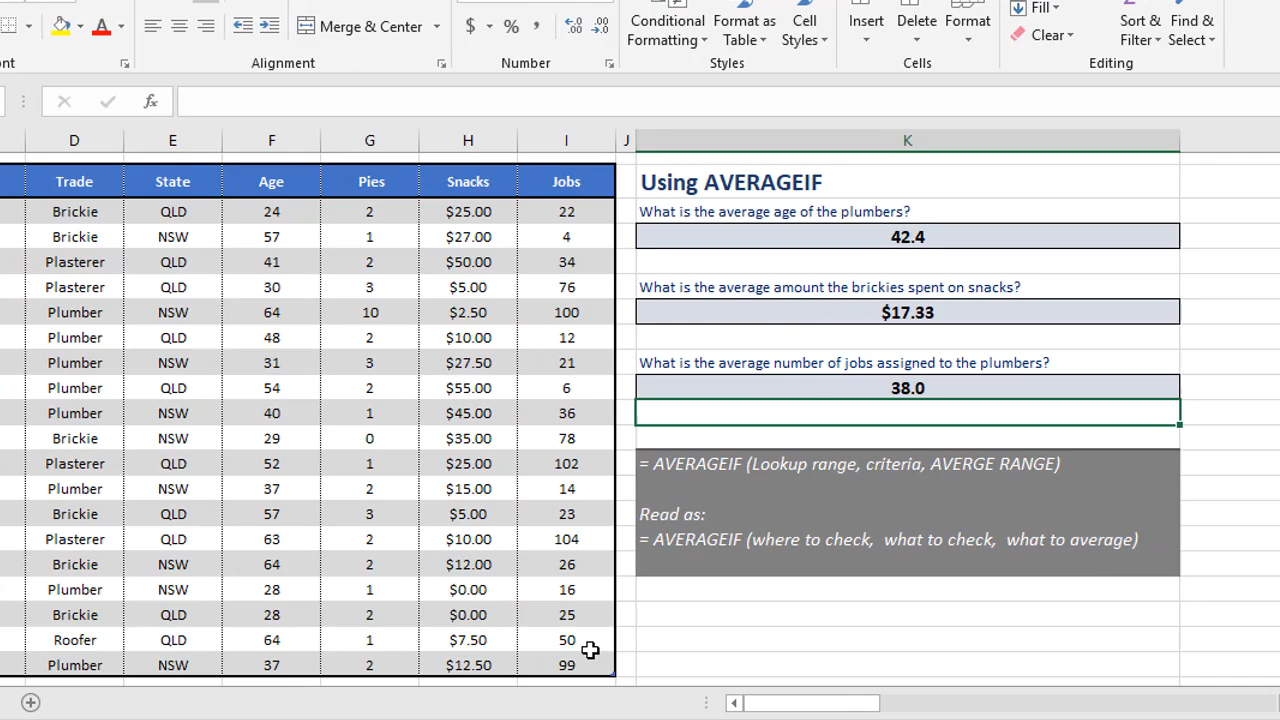 Merge & Center
$ % ,
Conditional Formatting
Format as Table
Cell Styles
Insert
Delete
Format
Fill
Clear
Sort & Filter
Find & Select
nt
Alignment
Number
Styles
Cells
Editing
fx
D E F G H I J K
Trade State Age Pies Snacks Jobs
Brickie QLD 24 2 $25.00 22
Brickie NSW 57 1 $27.00 4
Plasterer QLD 41 2 $50.00 34
Plasterer QLD 30 3 $5.00 76
Plumber NSW 64 10 $2.50 100
Plumber QLD 48 2 $10.00 12
Plumber NSW 31 3 $27.50 21
Plumber QLD 54 2 $55.00 6
Plumber NSW 40 1 $45.00 36
Brickie NSW 29 0 $35.00 78
Plasterer QLD 52 1 $25.00 102
Plumber NSW 37 2 $15.00 14
Brickie QLD 57 3 $5.00 23
Plasterer QLD 63 2 $10.00 104
Brickie NSW 64 2 $12.00 26
Plumber NSW 28 1 $0.00 16
Brickie QLD 28 2 $0.00 25
Roofer QLD 64 1 $7.50 50
Plumber NSW 37 2 $12.50 99
Using AVERAGEIF
What is the average age of the plumbers?
42.4
What is the average amount the brickies spent on snacks?
$17.33
What is the average number of jobs assigned to the plumbers?
38.0
= AVERAGEIF (Lookup range, criteria, AVERGE RANGE)
Read as:
= AVERAGEIF (where to check, what to check, what to average)